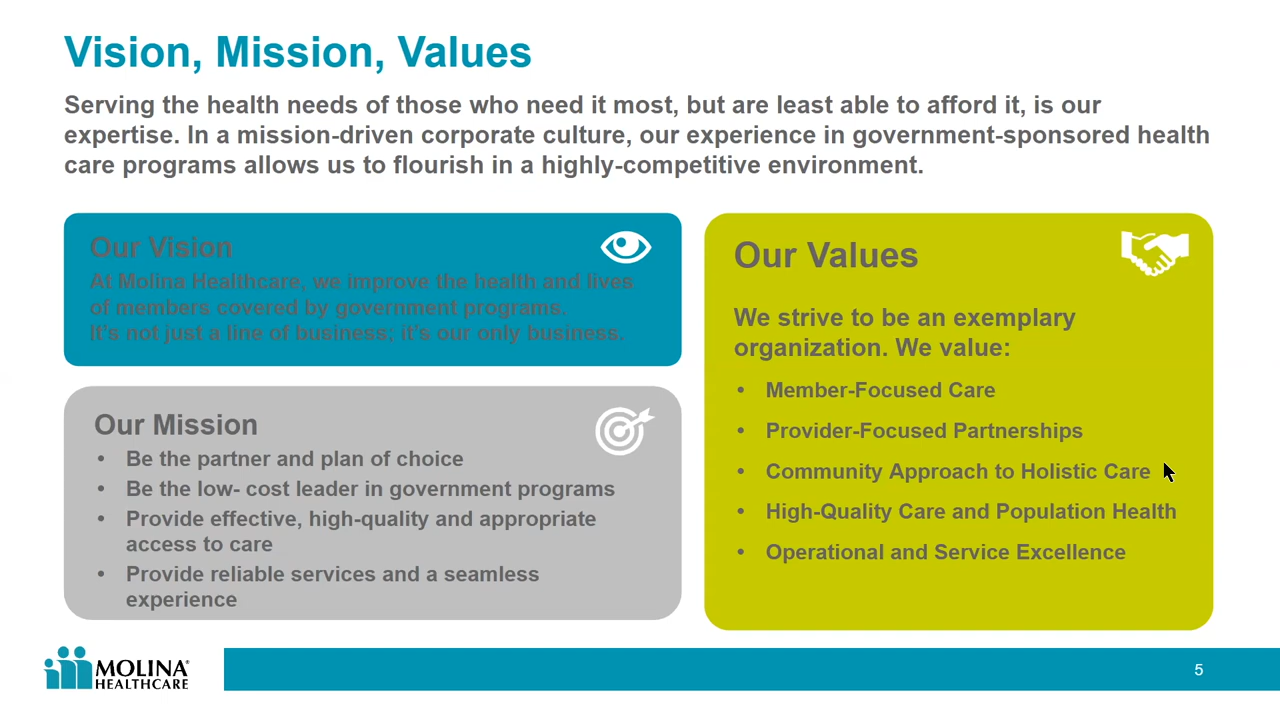 Vision, Mission, Values
Serving the health needs of those who need it most, but are least able to afford it, is our
expertise. In a mission-driven corporate culture, our experience in government-sponsored health
care programs allows us to flourish in a highly-competitive environment.
Our Vision
At Molina Healthcare, we improve the health and lives
of members covered by government programs.
It's not just a line of business; it's our only business.
Our Mission
• Be the partner and plan of choice
• Be the low- cost leader in government programs
• Provide effective, high-quality and appropriate
access to care
• Provide reliable services and a seamless
experience
Our Values
We strive to be an exemplary
organization. We value:
• Member-Focused Care
• Provider-Focused Partnerships
• Community Approach to Holistic Care
• High-Quality Care and Population Health
• Operational and Service Excellence
MOLINA®
HEALTHCARE
5